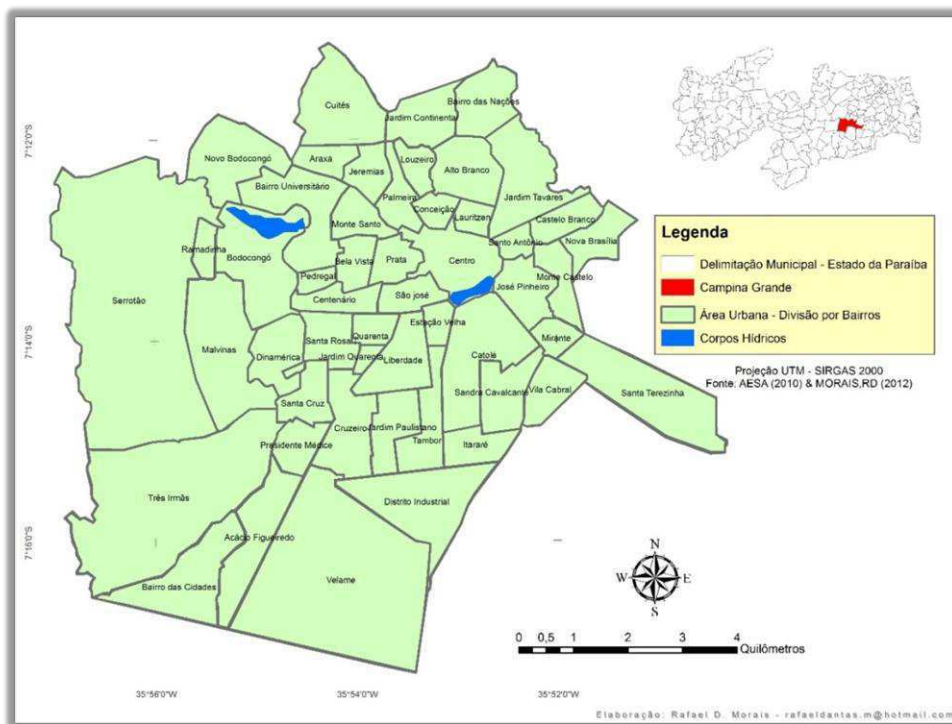 Cuités
Jardim Continental
Bairro das Nações
Novo Bodocongó
Araxá
Jeremias
Louzeiro
Alto Branco
Bairro Universitário
Palmeira
Conceição
Lauritzen
Jardim Tavares
Castelo Branco
Monte Santo
Ramadinha
Bodocongó
Bela Vista
Prata
Centro
Santo Antônio
Nova Brasília
Pedregal
Monte Castelo
José Pinheiro
Serrotão
Centenário
São josé
Estação Velha
Malvinas
Dinamérica
Santa Rosa
Quarenta
Jardim Quarenta
Liberdade
Catolé
Mirante
Santa Cruz
Sandra Cavalcante
Vila Cabral
Santa Terezinha
Presidente Médice
Cruzeiro
Jardim Paulistano
Tambor
Itararé
Três Irmãs
Distrito Industrial
Acácio Figueiredo
Bairro das Cidades
Velame
7°12'0"S
7°14'0"S
7°16'0"S
35°56'0"W
35°54'0"W
35°52'0"W
Legenda
Delimitação Municipal - Estado da Paraíba
Campina Grande
Área Urbana - Divisão por Bairros
Corpos Hídricos
Projeção UTM - SIRGAS 2000
Fonte: AESA (2010) & MORAIS,RD (2012)
N
W E
S
0 0,5 1 2 3 4
Quilômetros
Elaboração: Rafael D. Morais - rafaeldantas.m@hotmail.com